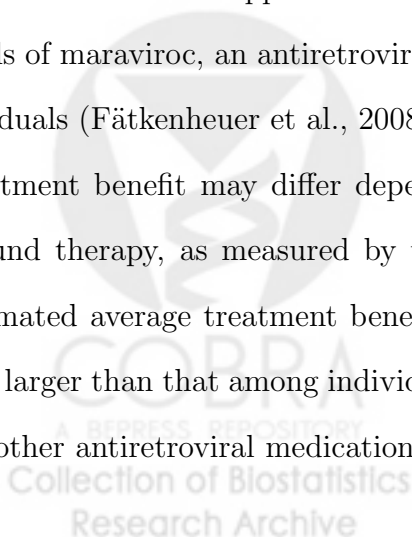 ls of maraviroc, an antiretrovir
duals (Fätkenheuer et al., 2008
tment benefit may differ depe
und therapy, as measured by
mated average treatment bene
larger than that among individ
other antiretroviral medication
COBRA
A BEPRESS REPOSITORY
Collection of Biostatistics
Research Archive